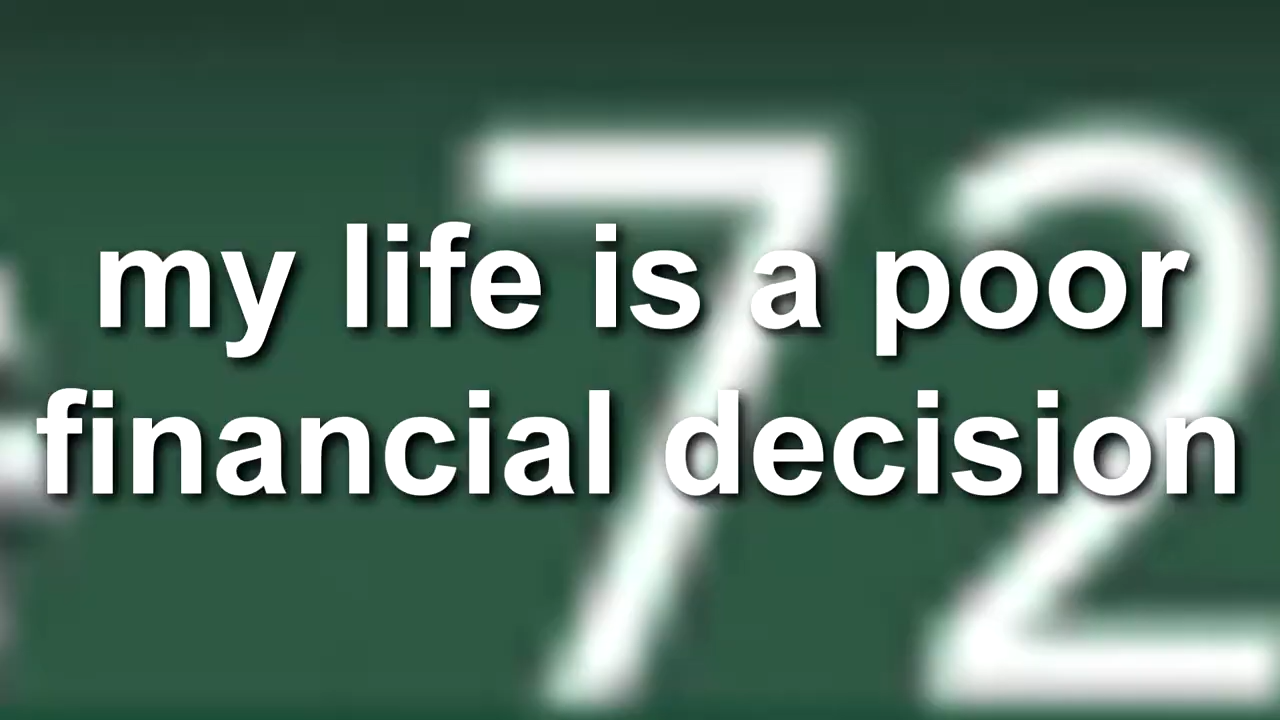 72
my life is a poor
financial decision